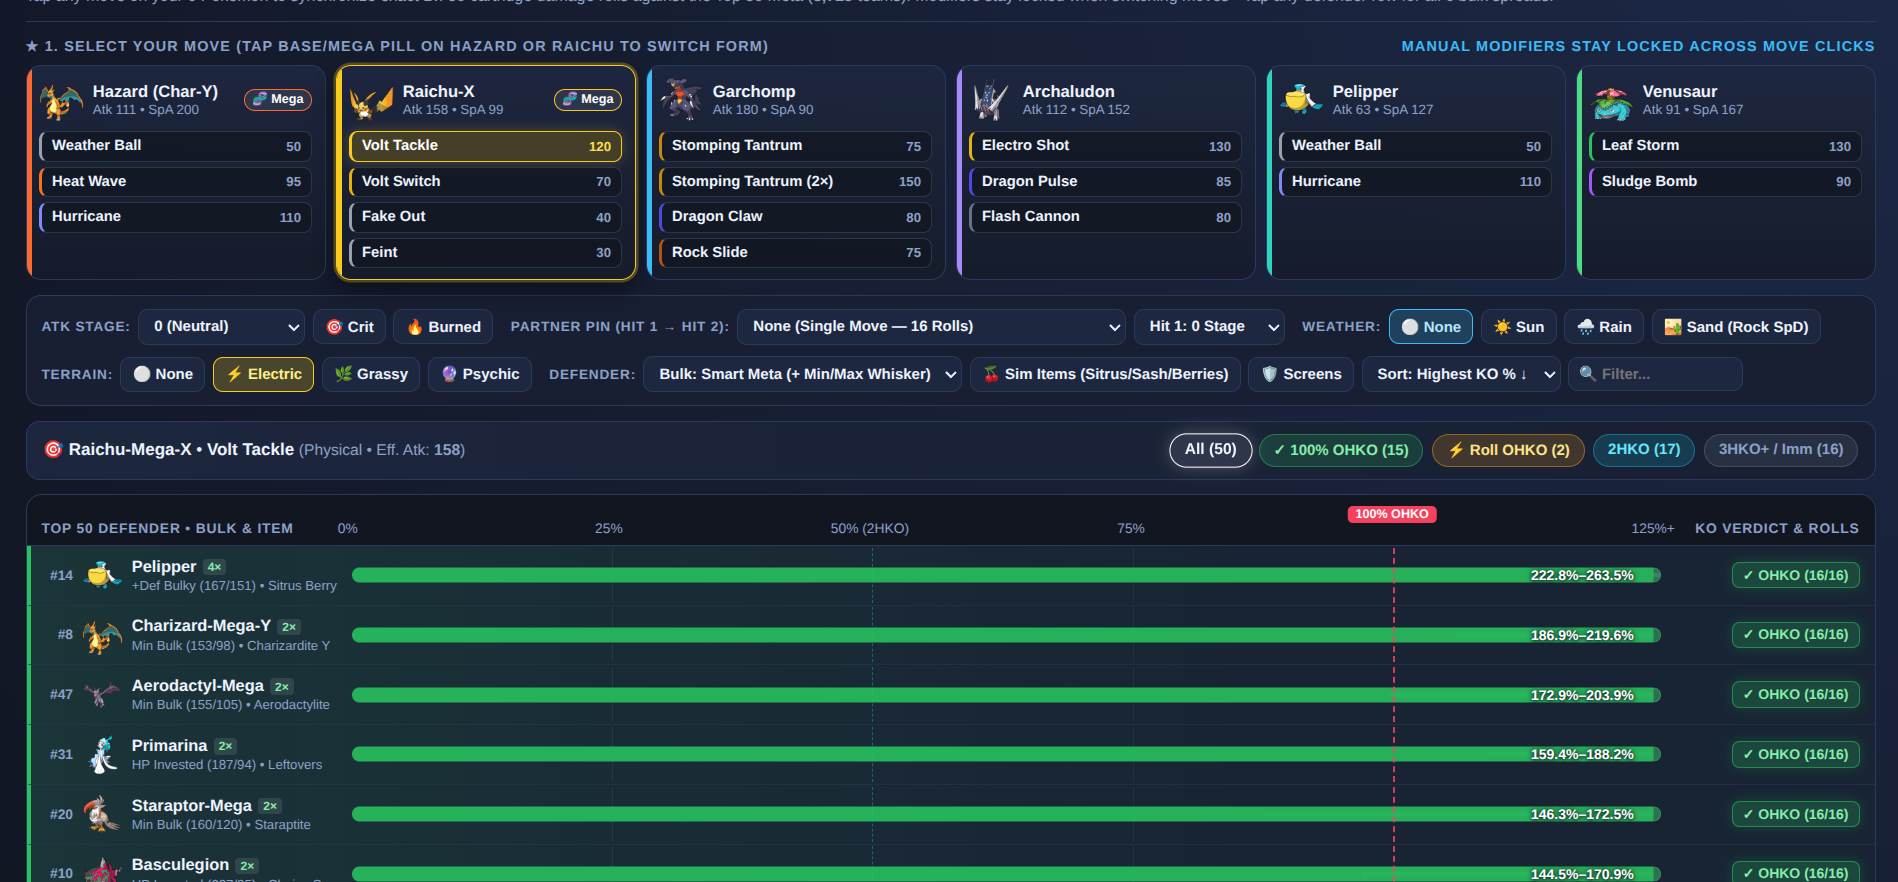 ★ 1. SELECT YOUR MOVE (TAP BASE/MEGA PILL ON HAZARD OR RAICHU TO SWITCH FORM)
MANUAL MODIFIERS STAY LOCKED ACROSS MOVE CLICKS
Hazard (Char-Y)
Atk 111 • SpA 200
🧬 Mega
Weather Ball 50
Heat Wave 95
Hurricane 110
Raichu-X
Atk 158 • SpA 99
🧬 Mega
Volt Tackle 120
Volt Switch 70
Fake Out 40
Feint 30
Garchomp
Atk 180 • SpA 90
Stomping Tantrum 75
Stomping Tantrum (2×) 150
Dragon Claw 80
Rock Slide 75
Archaludon
Atk 112 • SpA 152
Electro Shot 130
Dragon Pulse 85
Flash Cannon 80
Pelipper
Atk 63 • SpA 127
Weather Ball 50
Hurricane 110
Venusaur
Atk 91 • SpA 167
Leaf Storm 130
Sludge Bomb 90
ATK STAGE: 0 (Neutral) 🎯 Crit 🔥 Burned PARTNER PIN (HIT 1 → HIT 2): None (Single Move — 16 Rolls) Hit 1: 0 Stage WEATHER: ⚪ None ☀️ Sun 🌧️ Rain 🏜️ Sand (Rock SpD)
TERRAIN: ⚪ None ⚡ Electric 🌿 Grassy 🔮 Psychic DEFENDER: Bulk: Smart Meta (+ Min/Max Whisker) 🍒 Sim Items (Sitrus/Sash/Berries) 🛡️ Screens Sort: Highest KO % ↓ 🔍 Filter...
🎯 Raichu-Mega-X • Volt Tackle (Physical • Eff. Atk: 158)
All (50) ✓ 100% OHKO (15) ⚡ Roll OHKO (2) 2HKO (17) 3HKO+ / Imm (16)
100% OHKO
TOP 50 DEFENDER • BULK & ITEM 0% 25% 50% (2HKO) 75% 125%+ KO VERDICT & ROLLS
#14 Pelipper 4×
+Def Bulky (167/151) • Sitrus Berry
222.8%–263.5% ✓ OHKO (16/16)
#8 Charizard-Mega-Y 2×
Min Bulk (153/98) • Charizardite Y
186.9%–219.6% ✓ OHKO (16/16)
#47 Aerodactyl-Mega 2×
Min Bulk (155/105) • Aerodactylite
172.9%–203.9% ✓ OHKO (16/16)
#31 Primarina 2×
HP Invested (187/94) • Leftovers
159.4%–188.2% ✓ OHKO (16/16)
#20 Staraptor-Mega 2×
Min Bulk (160/120) • Staraptite
146.3%–172.5% ✓ OHKO (16/16)
#10 Basculegion 2×
144.5%–170.9% ✓ OHKO (16/16)